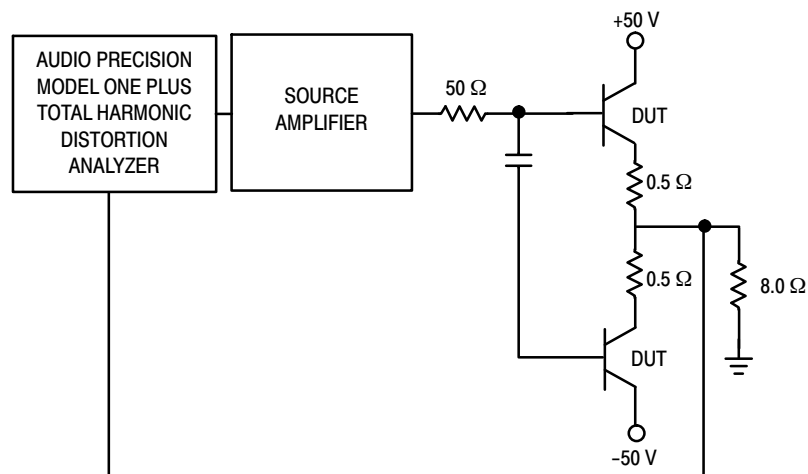 +50 V
AUDIO PRECISION
MODEL ONE PLUS
TOTAL HARMONIC
DISTORTION
ANALYZER
SOURCE
AMPLIFIER
50 Ω
DUT
0.5 Ω
0.5 Ω
8.0 Ω
DUT
–50 V